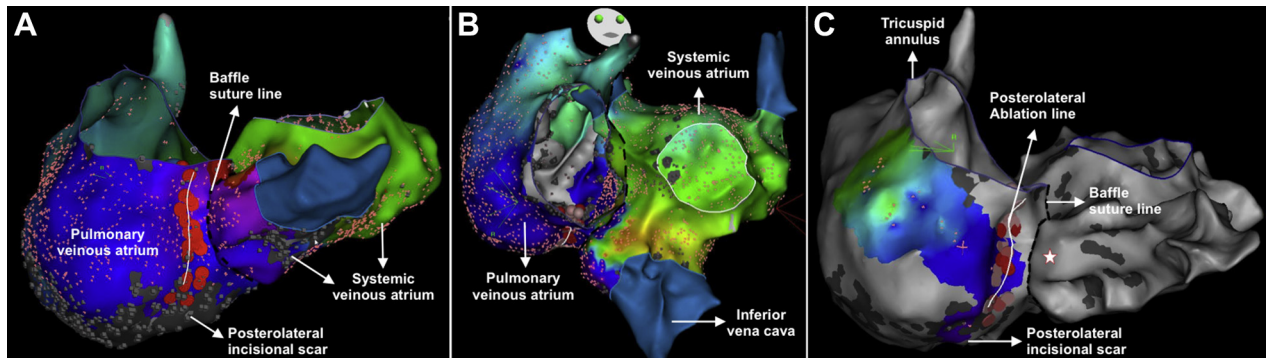 A
Baffle
suture line
Pulmonary
veinous atrium
Systemic
veinous atrium
Posterolateral
incisional scar
B
Systemic
veinous atrium
Pulmonary
veinous atrium
Inferior
vena cava
C
Tricuspid
annulus
Posterolateral
Ablation line
Baffle
suture line
Posterolateral
incisional scar